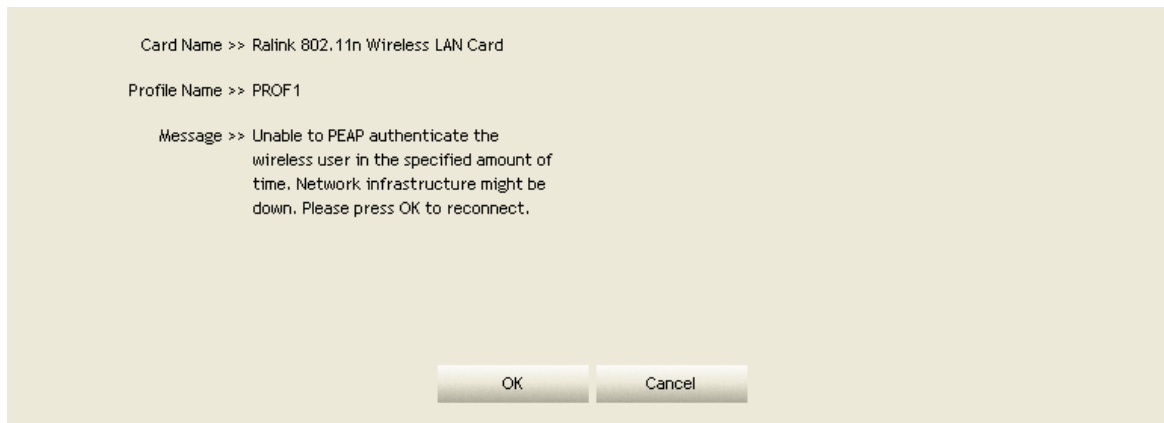 Card Name >> Ralink 802.11n Wireless LAN Card
Profile Name >> PROF1
Message >> Unable to PEAP authenticate the
wireless user in the specified amount of
time. Network infrastructure might be
down. Please press OK to reconnect.
OK Cancel